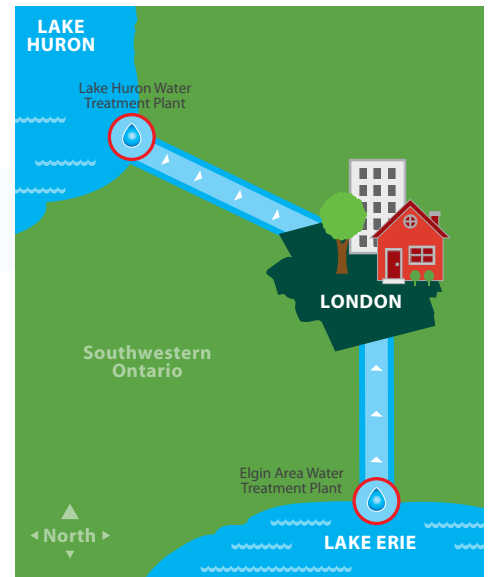 LAKE
HURON
Lake Huron Water
Treatment Plant
LONDON
Southwestern
Ontario
Elgin Area Water
Treatment Plant
North
LAKE ERIE